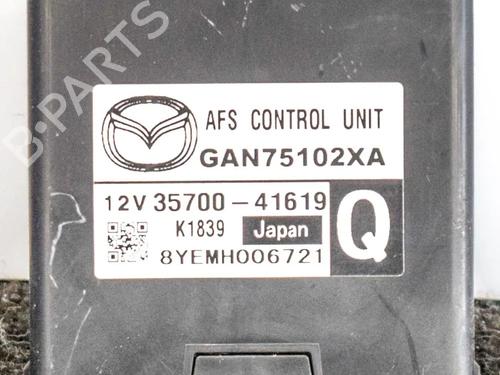 AFS CONTROL UNIT
GAN75102XA
12V 35700-41619
K1839 Japan Q
8YEMH006721
B-PARTS